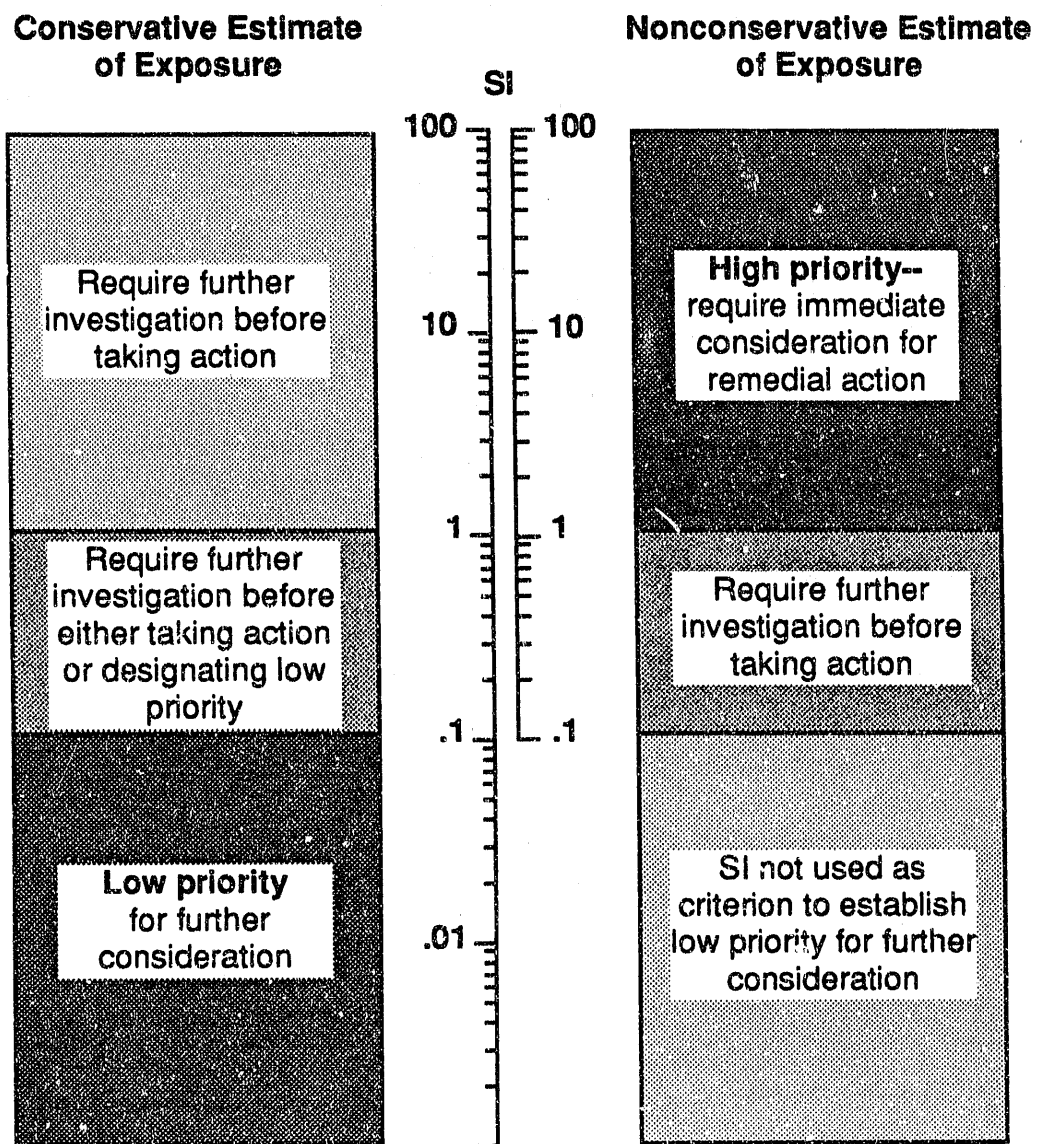 Conservative Estimate
of Exposure
Nonconservative Estimate
of Exposure
SI
100
100
10
10
1
1
.1
.1
.01
Require further
investigation before
taking action
Require further
investigation before
either taking action
or designating low
priority
Low priority
for further
consideration
High priority--
require immediate
consideration for
remedial action
Require further
investigation before
taking action
SI not used as
criterion to establish
low priority for further
consideration